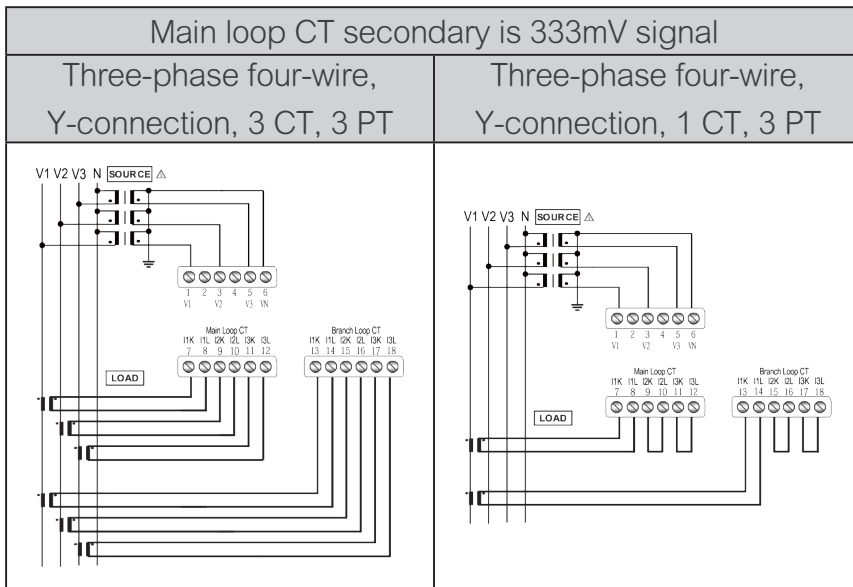 Main loop CT secondary is 333mV signal
Three-phase four-wire,
Y-connection, 3 CT, 3 PT
Three-phase four-wire,
Y-connection, 1 CT, 3 PT
V1 V2 V3 N SOURCE ⚠
1 2 3 4 5 6
V1 V2 V3 VN
Main Loop CT
I1K I1L I2K I2L I3K I3L
7 8 9 10 11 12
Branch Loop CT
I1K I1L I2K I2L I3K I3L
13 14 15 16 17 18
LOAD
V1 V2 V3 N SOURCE ⚠
1 2 3 4 5 6
V1 V2 V3 VN
Main Loop CT
I1K I1L I2K I2L I3K I3L
7 8 9 10 11 12
Branch Loop CT
I1K I1L I2K I2L I3K I3L
13 14 15 16 17 18
LOAD